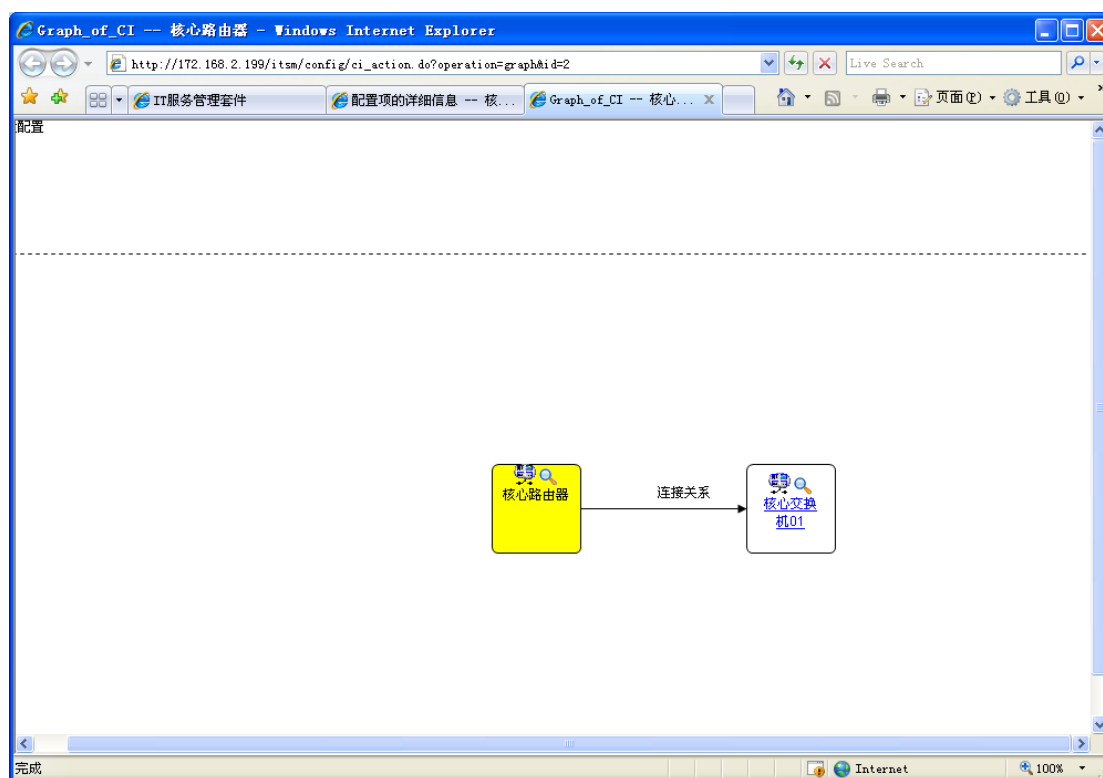 Graph_of_CI -- 核心路由器 - Windows Internet Explorer
http://172.168.2.199/itsm/config/ci_action.do?operation=graph&id=2
Live Search
IT服务管理套件
配置项的详细信息 -- 核...
Graph_of_CI -- 核心... X
页面(P)
工具(O)
配置
核心路由器
连接关系
核心交换
机01
完成
Internet
100%